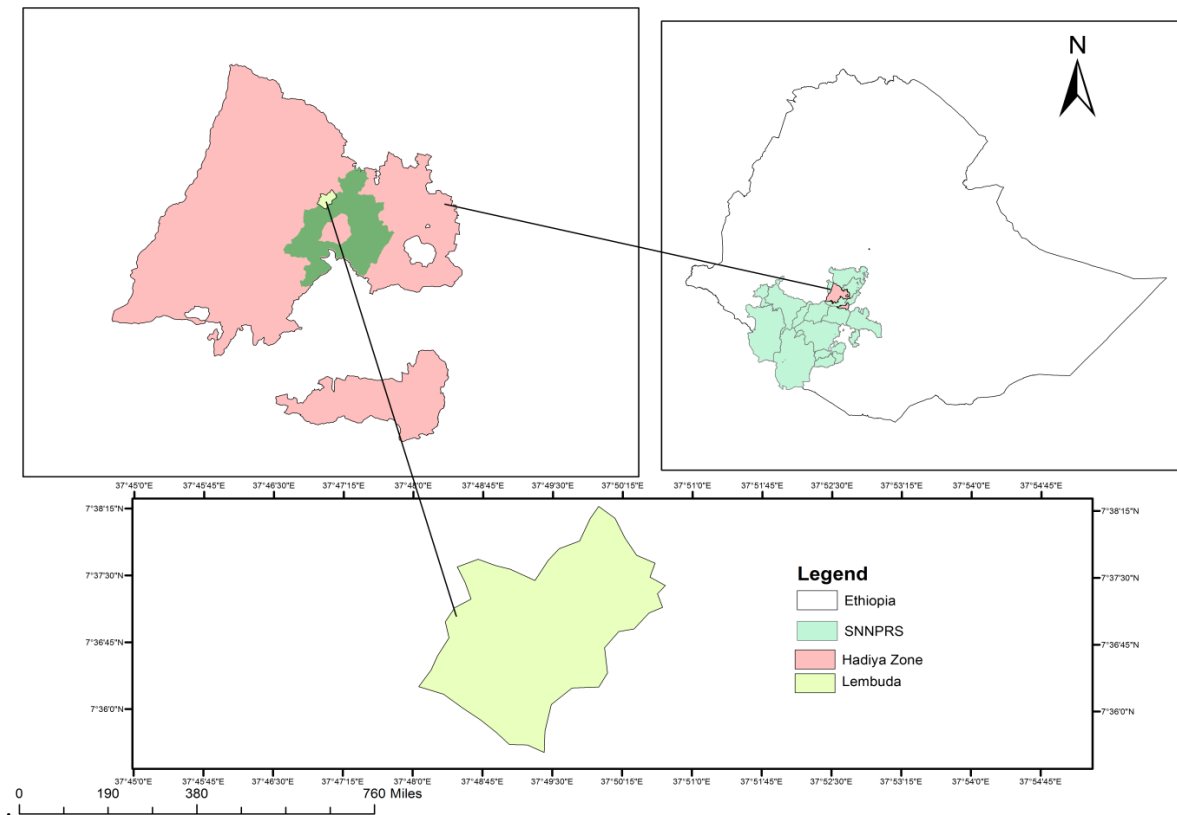 N
37°45'0"E 37°45'45"E 37°46'30"E 37°47'15"E 37°48'0"E 37°48'45"E 37°49'30"E 37°50'15"E 37°51'0"E 37°51'45"E 37°52'30"E 37°53'15"E 37°54'0"E 37°54'45"E
7°38'15"N 7°38'15"N
7°37'30"N 7°37'30"N
Legend
Ethiopia
SNNPRS
7°36'45"N 7°36'45"N
Hadiya Zone
Lembuda
7°36'0"N 7°36'0"N
37°45'0"E 37°45'45"E 37°46'30"E 37°47'15"E 37°48'0"E 37°48'45"E 37°49'30"E 37°50'15"E 37°51'0"E 37°51'45"E 37°52'30"E 37°53'15"E 37°54'0"E 37°54'45"E
0 190 380 760 Miles